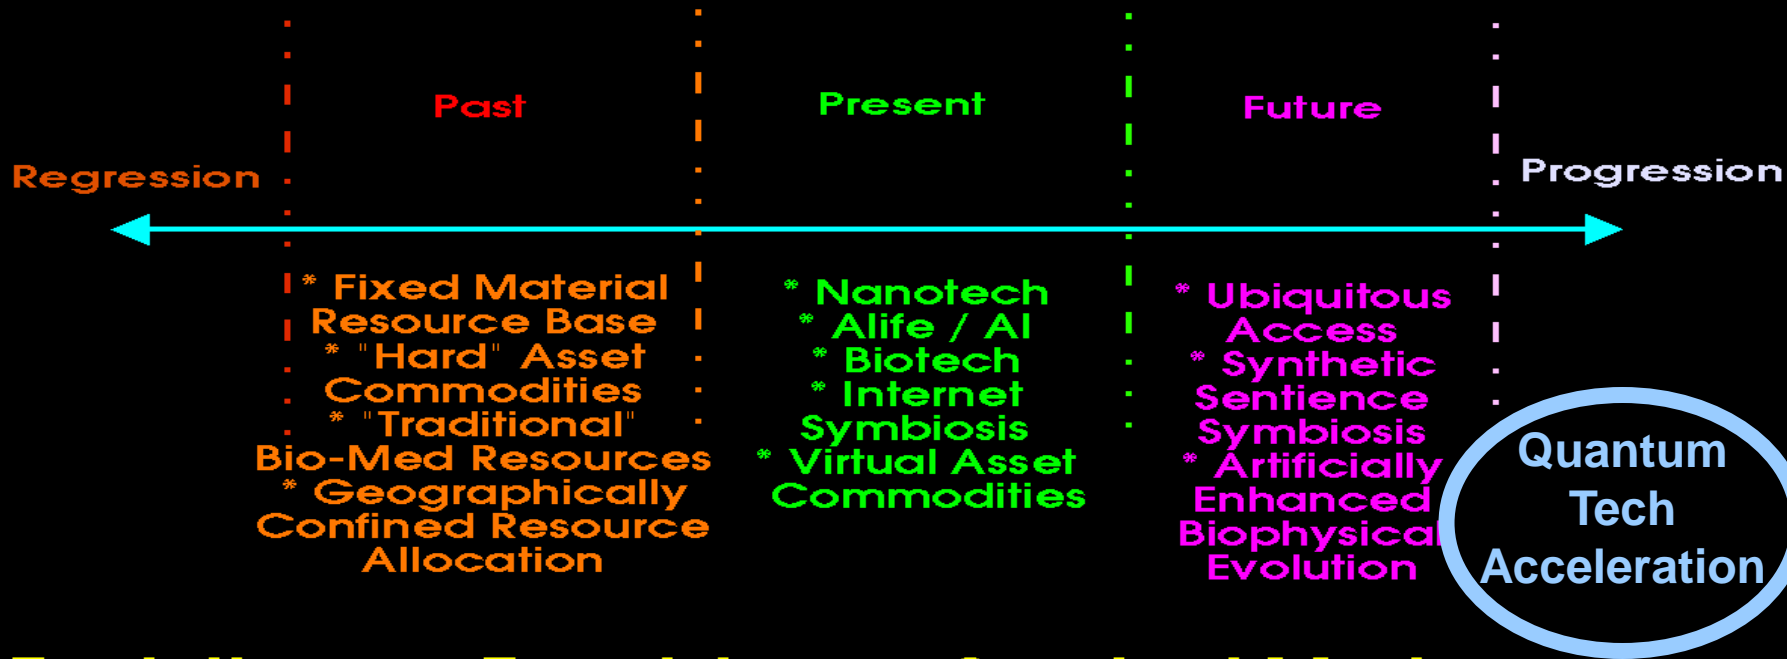 Past
Present
Future
Regression
Progression
* Fixed Material
Resource Base
* "Hard" Asset
Commodities
* "Traditional"
Bio-Med Resources
* Geographically
Confined Resource
Allocation
* Nanotech
* Alife / AI
* Biotech
* Internet
Symbiosis
* Virtual Asset
Commodities
* Ubiquitous
Access
* Synthetic
Sentience
Symbiosis
* Artificially
Enhanced
Biophysical
Evolution
Quantum
Tech
Acceleration